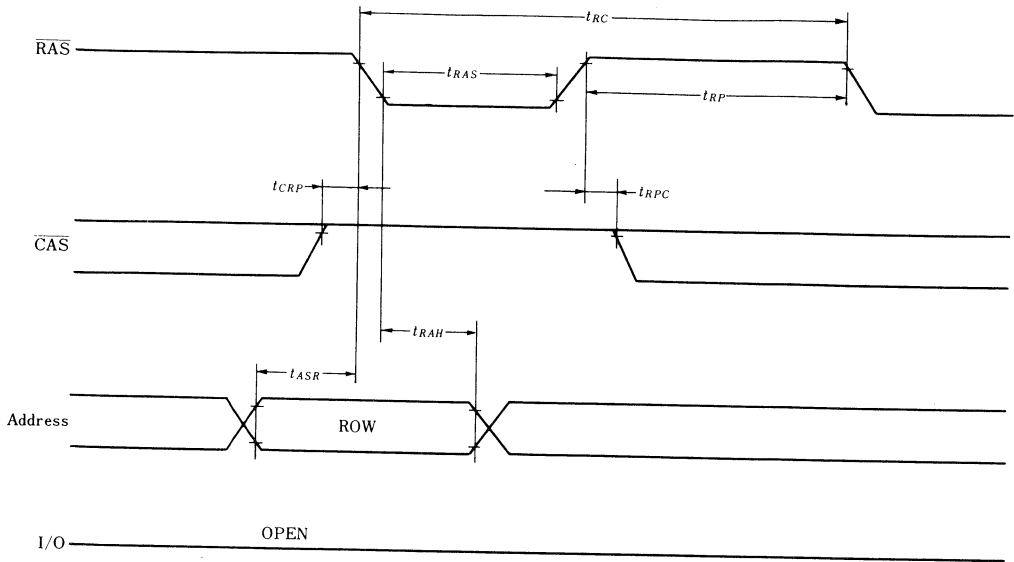 tRC
RAS
tRAS
tRP
tCRP
tRPC
CAS
tRAH
tASR
Address
ROW
OPEN
I/O